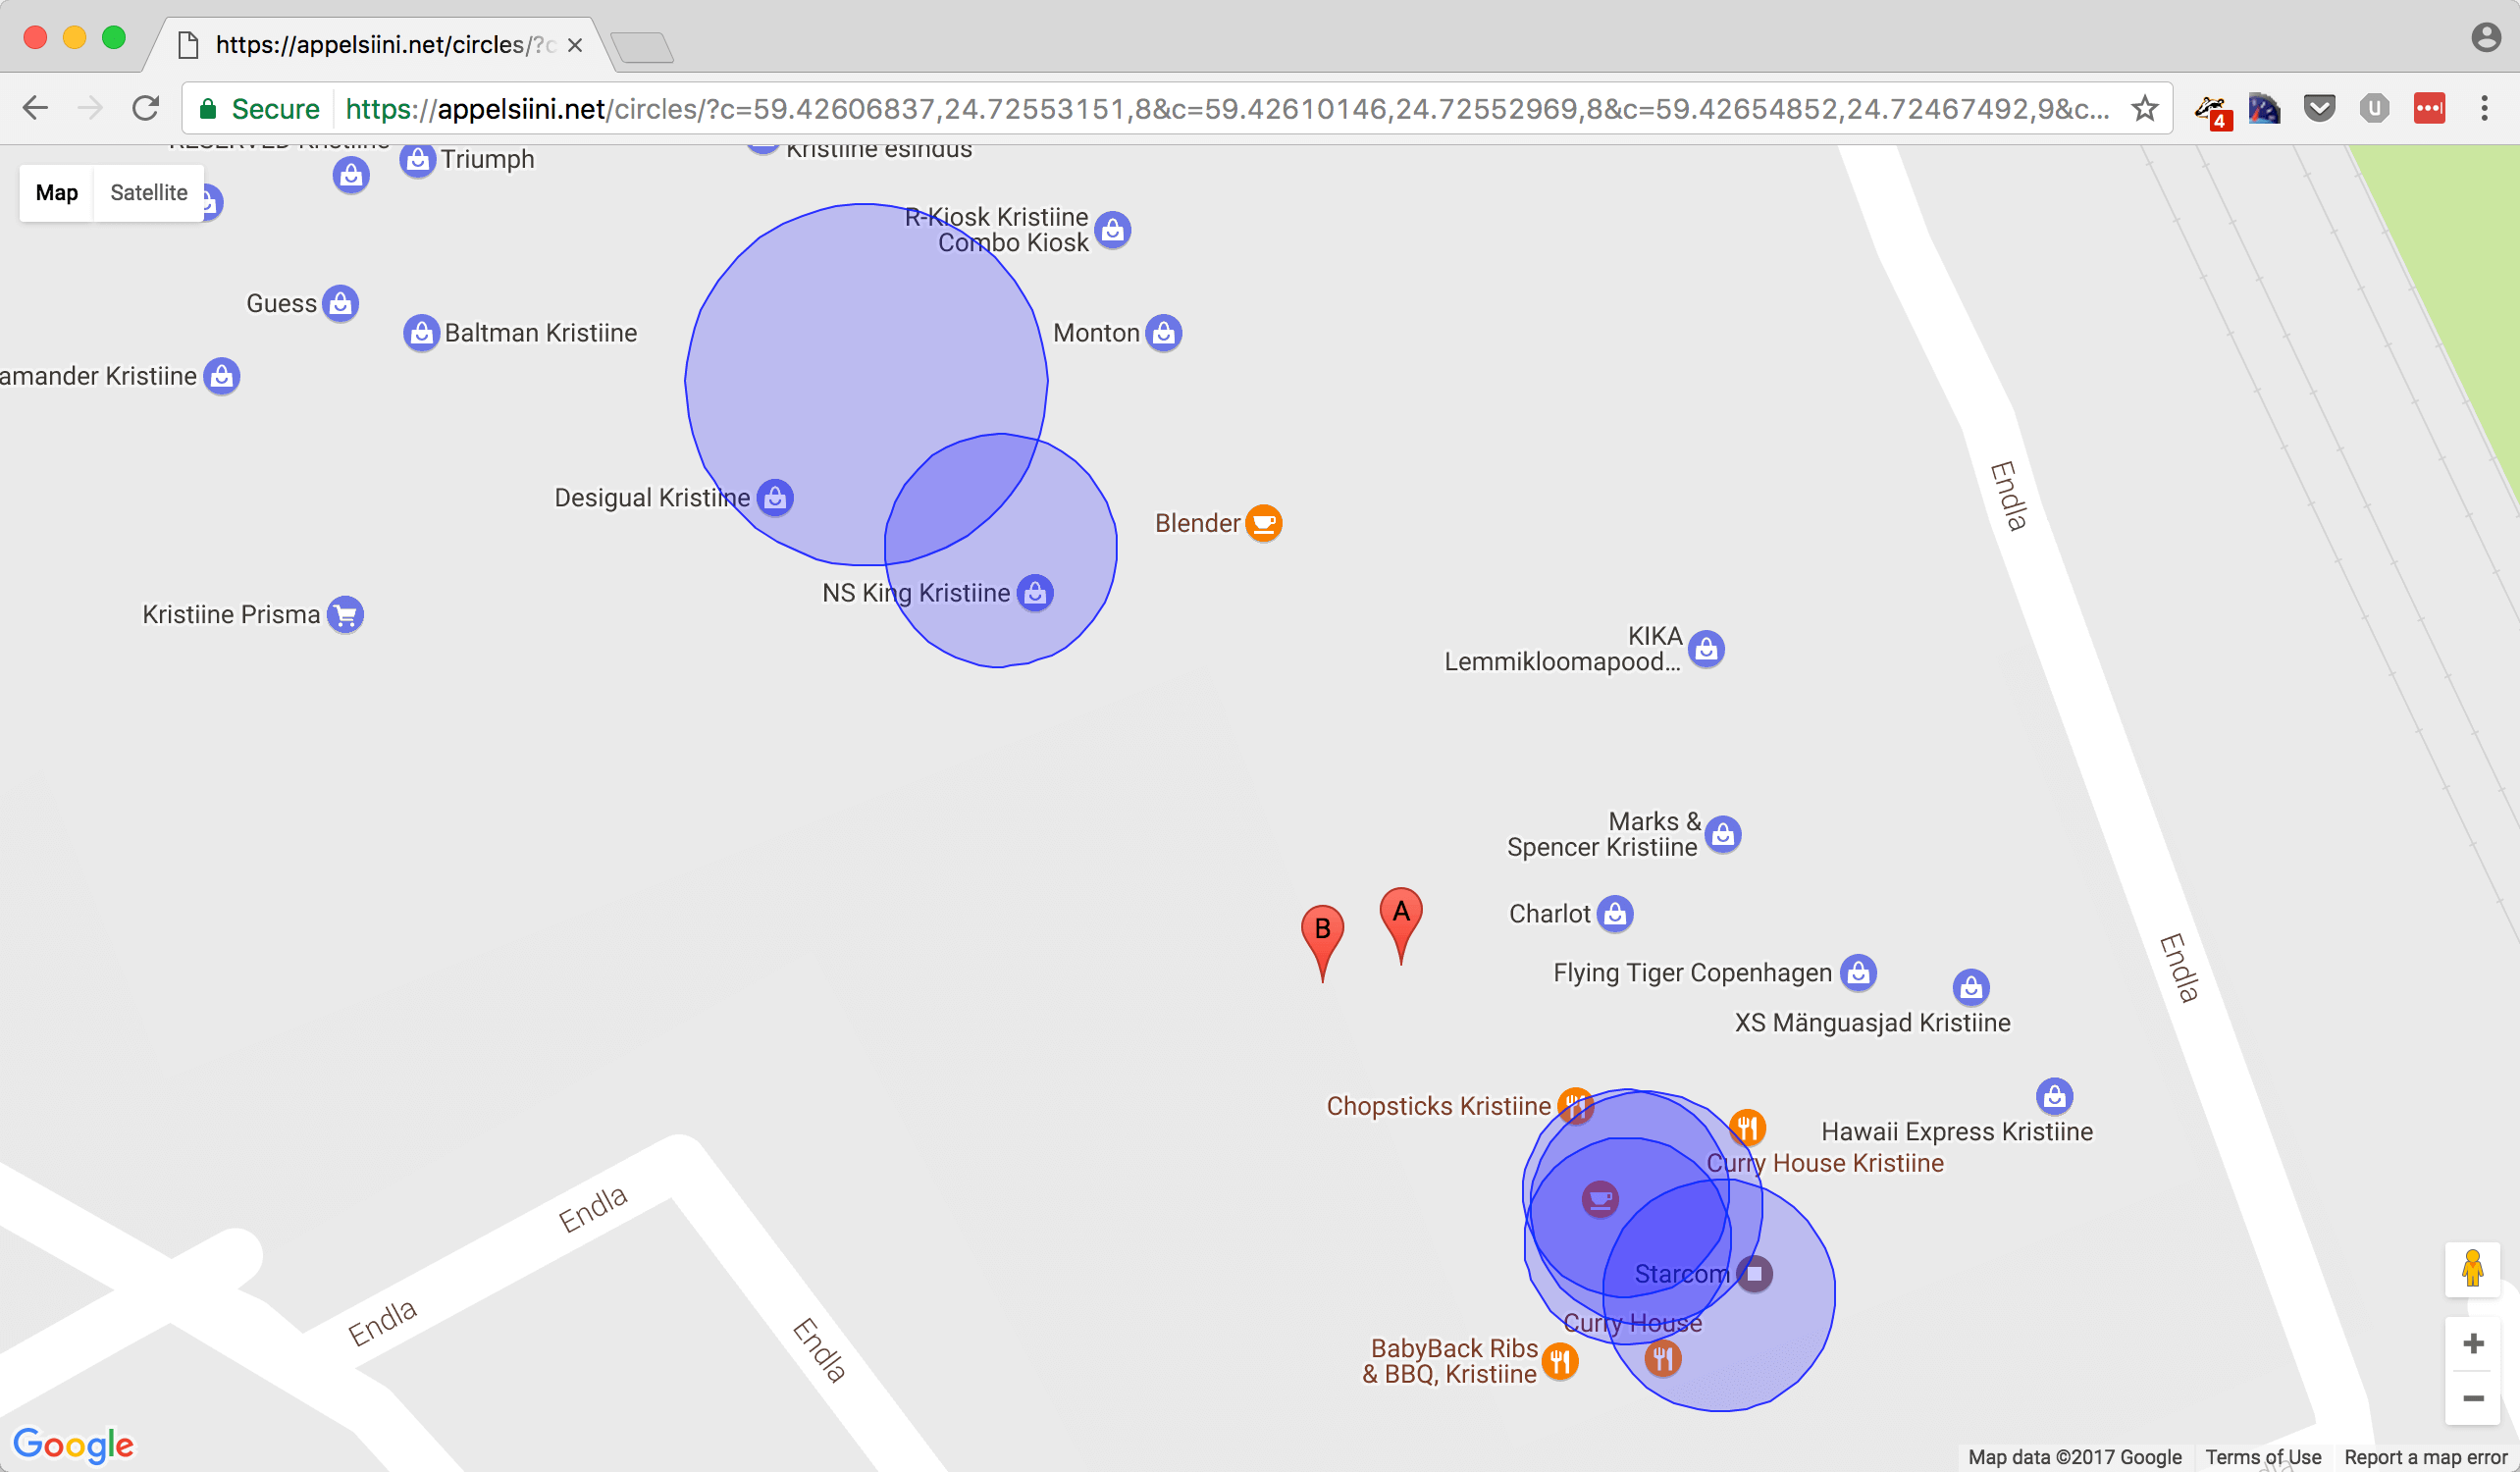 https://appelsiini.net/circles/?c
Secure https://appelsiini.net/circles/?c=59.42606837,24.72553151,8&c=59.42610146,24.72552969,8&c=59.42654852,24.72467492,9&c...
4
RESERVED Kristiine
Triumph
Kristiine esindus
Map
Satellite
R-Kiosk Kristiine
Combo Kiosk
Guess
Baltman Kristiine
Monton
amander Kristiine
Endla
Desigual Kristiine
Blender
NS King Kristiine
Kristiine Prisma
KIKA
Lemmikloomapood...
Marks &
Spencer Kristiine
A
B
Charlot
Endla
Flying Tiger Copenhagen
XS Mänguasjad Kristiine
Chopsticks Kristiine
Hawaii Express Kristiine
Curry House Kristiine
Endla
Starcom
Endla
Curry House
Endla
BabyBack Ribs
& BBQ, Kristiine
Google
Map data ©2017 Google
Terms of Use
Report a map error
Endla